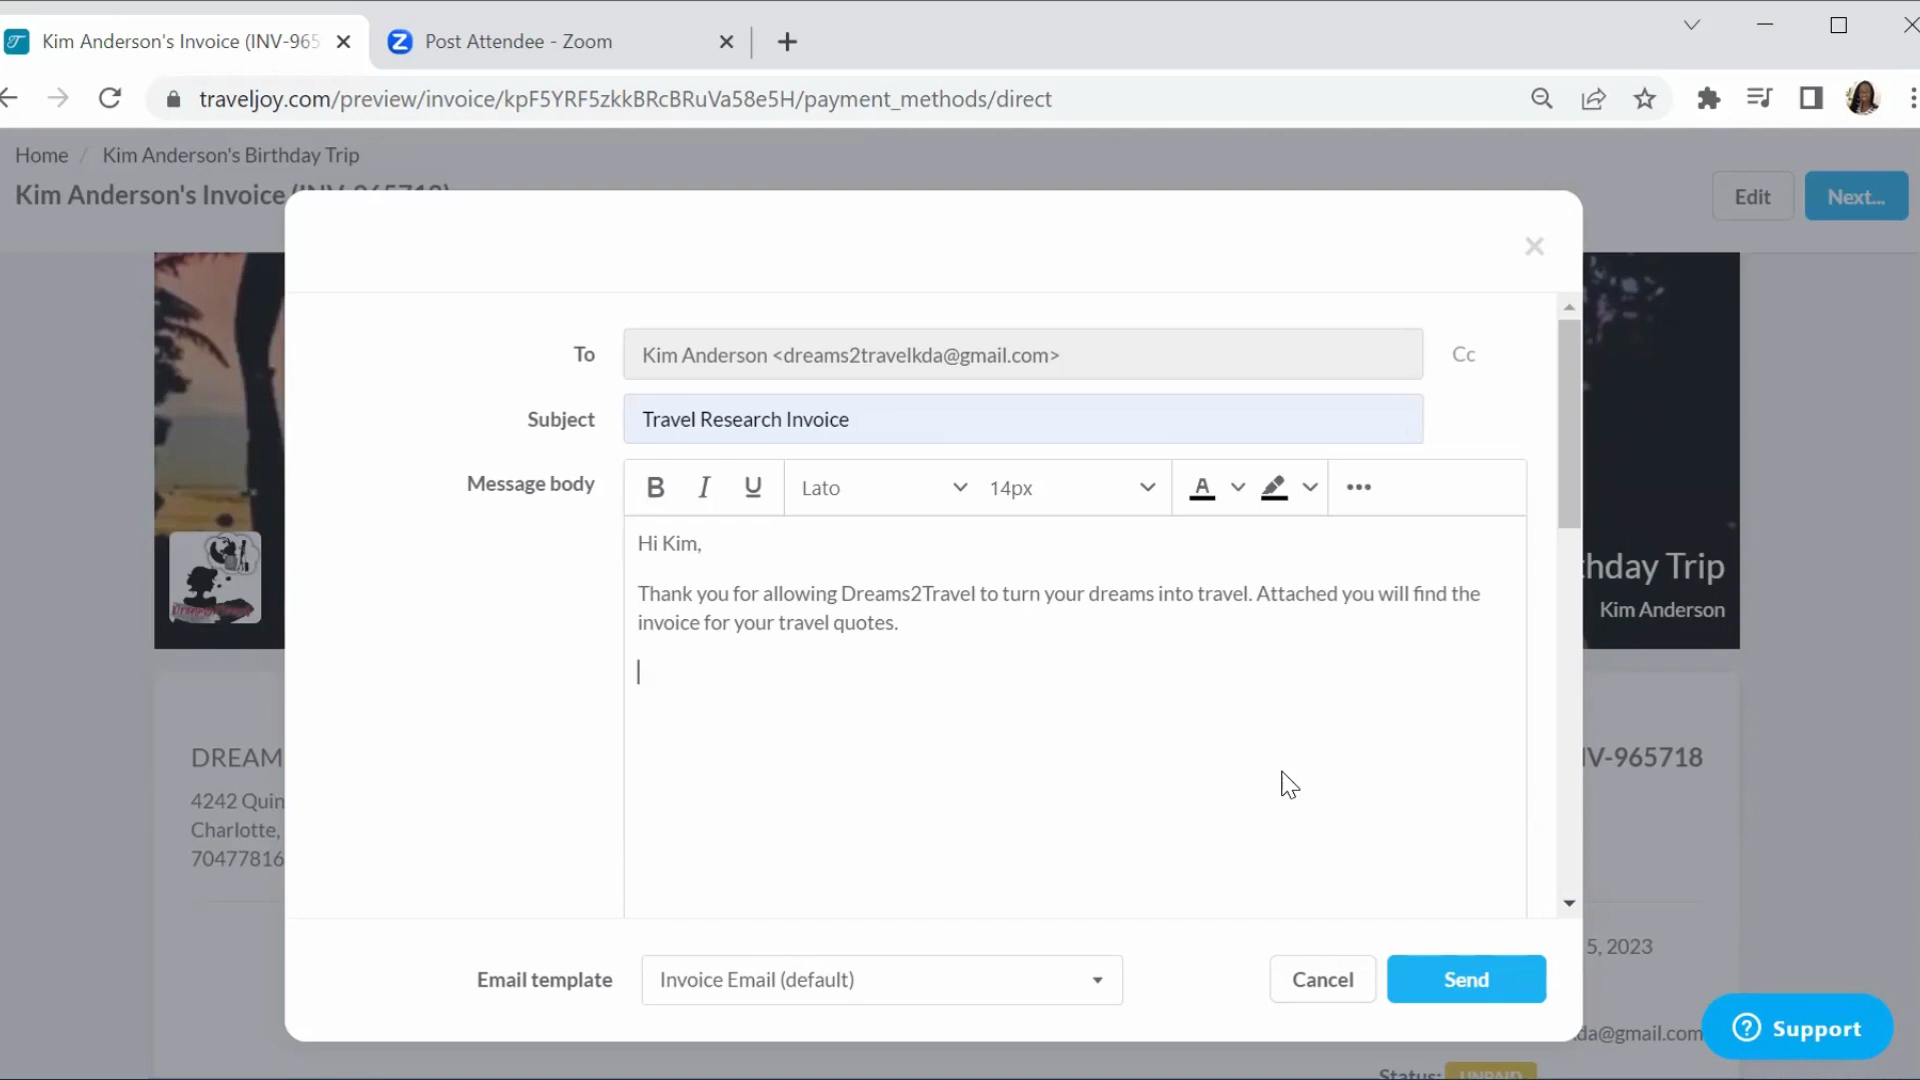 Kim Anderson's Invoice (INV-965
Post Attendee - Zoom
traveljoy.com/preview/invoice/kpF5YRF5zkkBRcBRuVa58e5H/payment_methods/direct
Home / Kim Anderson's Birthday Trip
Kim Anderson's Invoice (INV-965718)
Edit
Next...
To
Kim Anderson <dreams2travelkda@gmail.com>
Cc
Subject
Travel Research Invoice
Message body
B I U
Lato
14px
A
Hi Kim,
Thank you for allowing Dreams2Travel to turn your dreams into travel. Attached you will find the
invoice for your travel quotes.
hday Trip
Kim Anderson
DREAM
4242 Quin
Charlotte,
70477816
IV-965718
5, 2023
Email template
Invoice Email (default)
Cancel
Send
da@gmail.com
Support
Status:
UNPAID